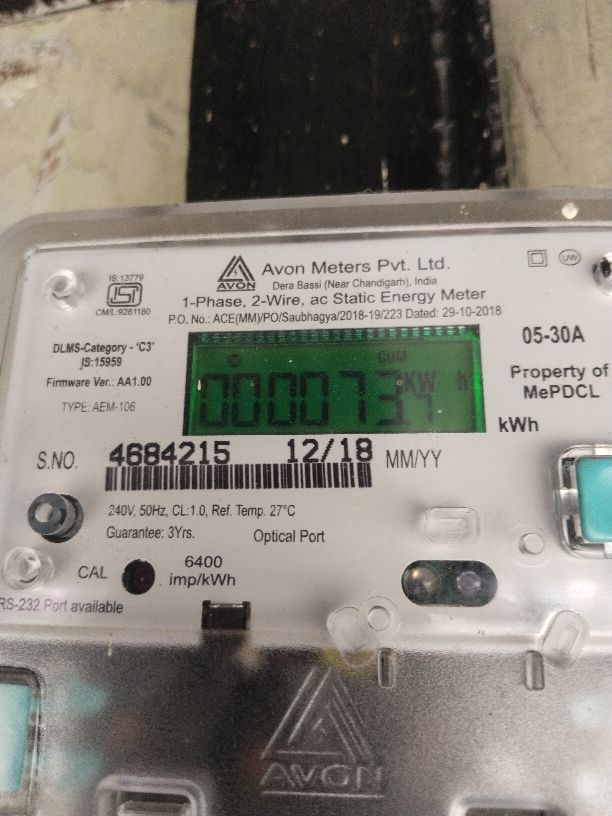 IS:13779
ISI
CM/L:9281180
AVON
Avon Meters Pvt. Ltd.
Dera Bassi (Near Chandigarh), India
1-Phase, 2-Wire, ac Static Energy Meter
P.O. No.: ACE(MM)/PO/Saubhagya/2018-19/223 Dated: 29-10-2018
UW
DLMS-Category - 'C3'
IS:15959
Firmware Ver.: AA1.00
TYPE: AEM-106
CUM
000073.7 KW h
kWh
05-30A
Property of
MePDCL
S.NO. 4684215 12/18 MM/YY
240V, 50Hz, CL:1.0, Ref. Temp. 27°C
Guarantee: 3Yrs. Optical Port
CAL 6400
imp/kWh
RS-232 Port available
AVON